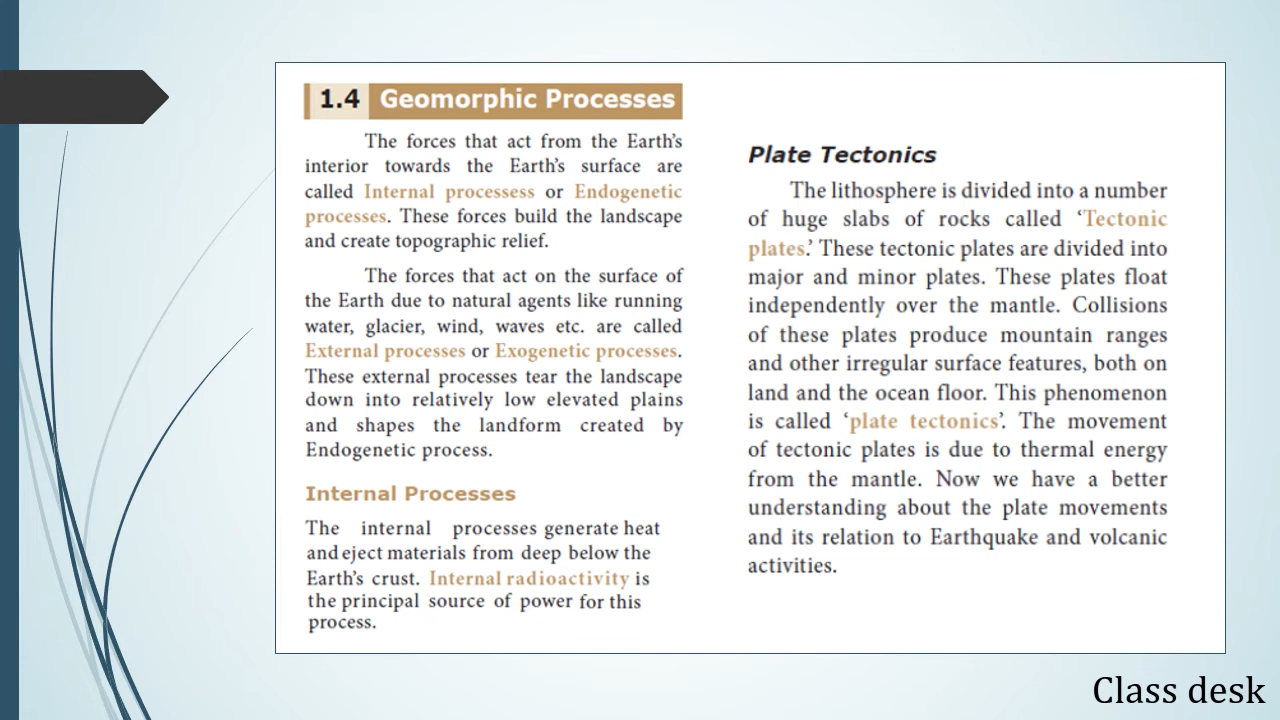 1.4 Geomorphic Processes
The forces that act from the Earth's
interior towards the Earth's surface are
called Internal processess or Endogenetic
processes. These forces build the landscape
and create topographic relief.
The forces that act on the surface of
the Earth due to natural agents like running
water, glacier, wind, waves etc. are called
External processes or Exogenetic processes.
These external processes tear the landscape
down into relatively low elevated plains
and shapes the landform created by
Endogenetic process.
Internal Processes
The internal processes generate heat
and eject materials from deep below the
Earth's crust. Internal radioactivity is
the principal source of power for this
process.
Plate Tectonics
The lithosphere is divided into a number
of huge slabs of rocks called 'Tectonic
plates.' These tectonic plates are divided into
major and minor plates. These plates float
independently over the mantle. Collisions
of these plates produce mountain ranges
and other irregular surface features, both on
land and the ocean floor. This phenomenon
is called 'plate tectonics'. The movement
of tectonic plates is due to thermal energy
from the mantle. Now we have a better
understanding about the plate movements
and its relation to Earthquake and volcanic
activities.
Class desk